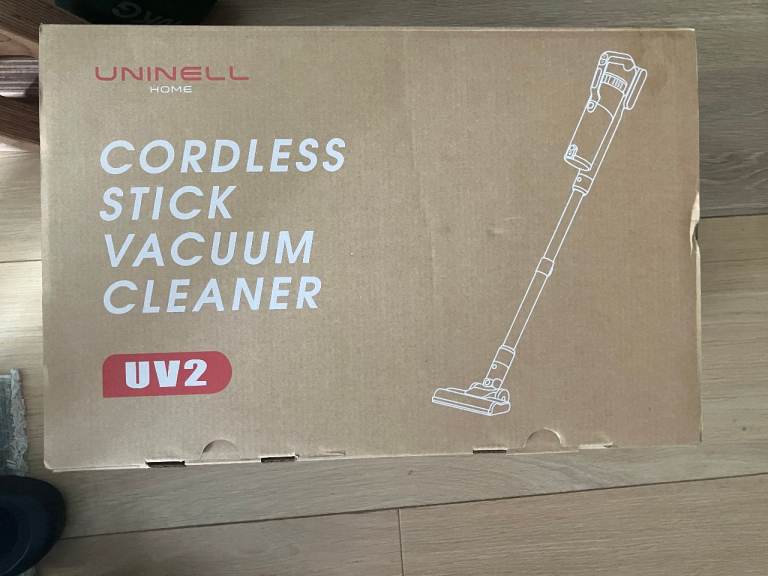 UNINELL
HOME
CORDLESS
STICK
VACUUM
CLEANER
UV2